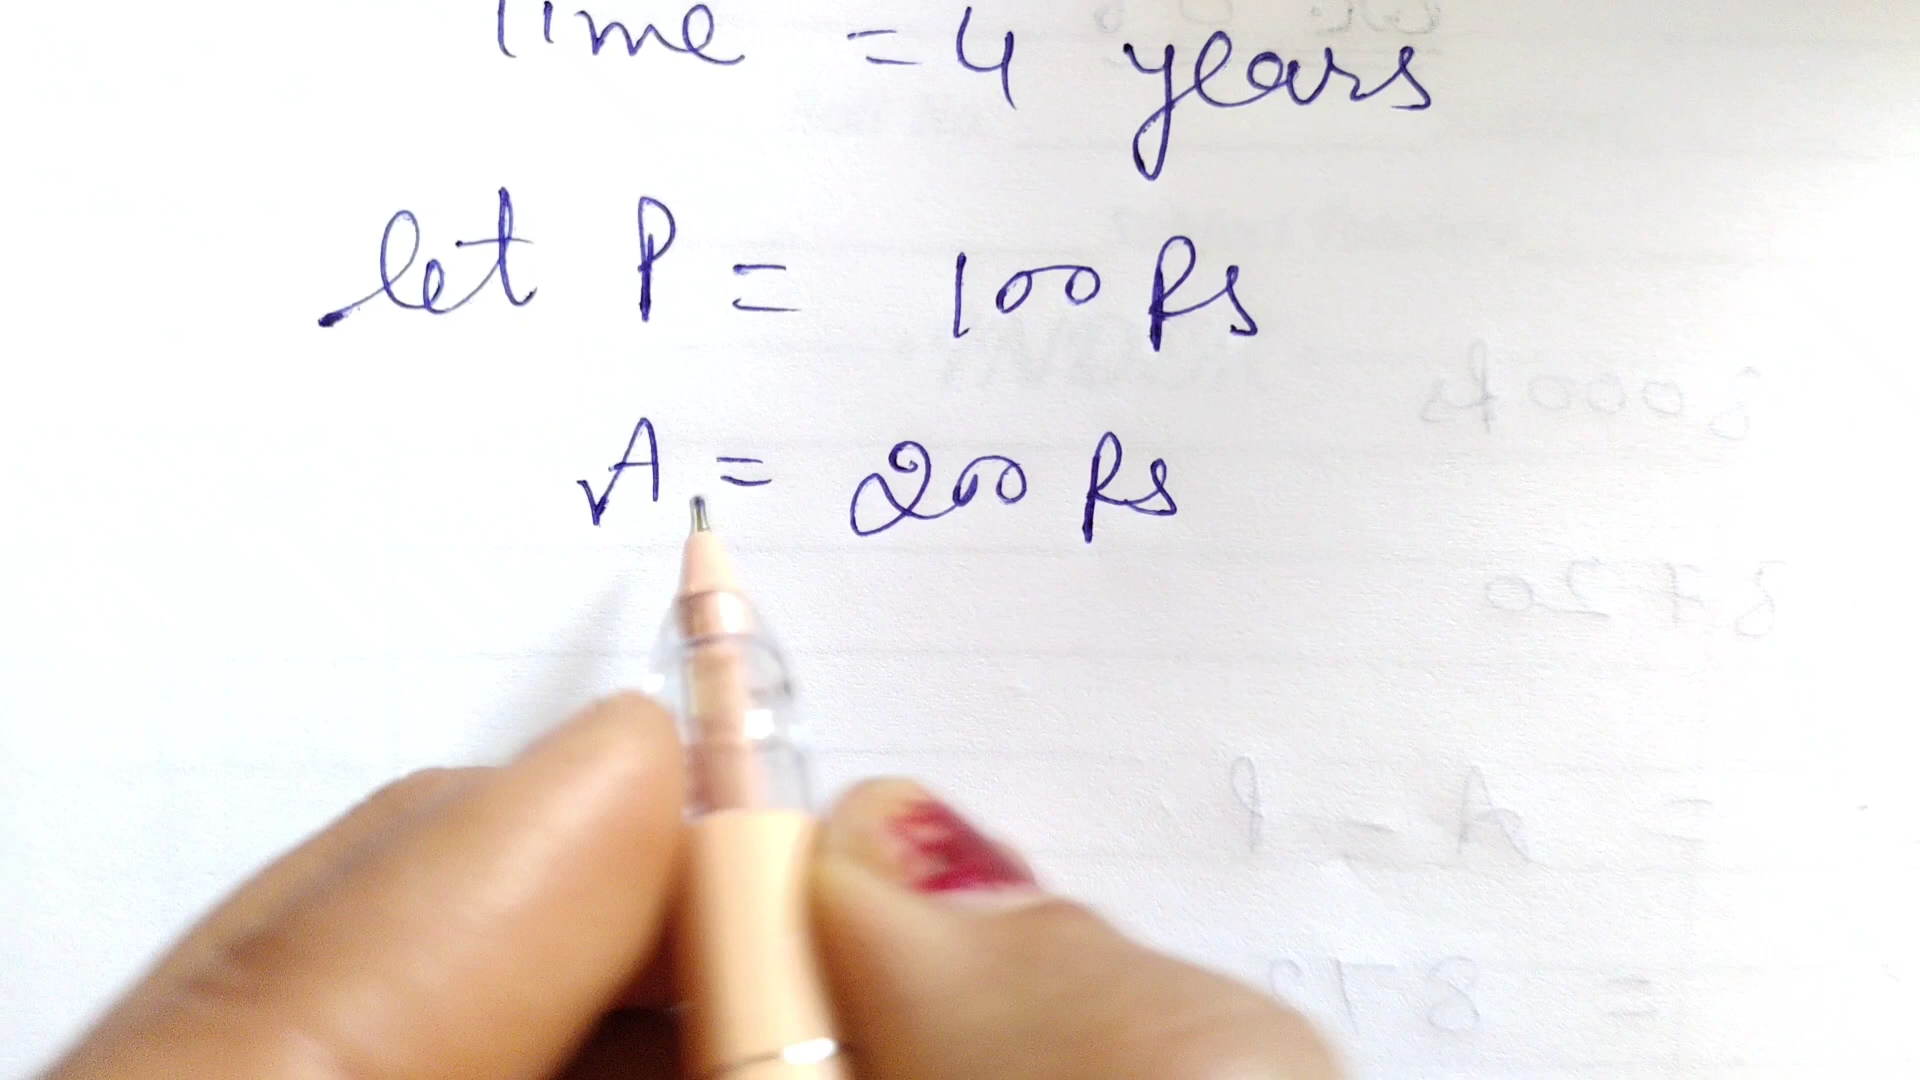 Time = 4 years
let P = 100 Rs
A = 200 Rs